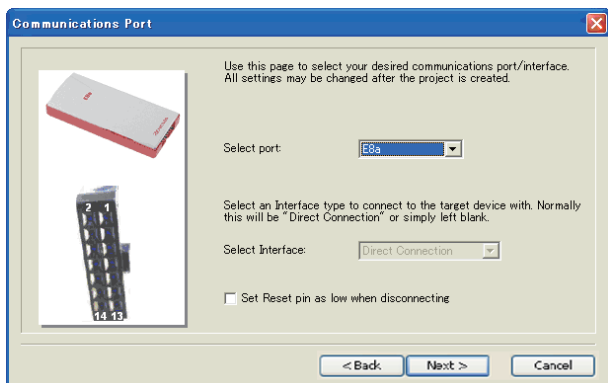 Communications Port
Use this page to select your desired communications port/interface.
All settings may be changed after the project is created.
E8a
Select port:
E8a
Select an Interface type to connect to the target device with. Normally
this will be "Direct Connection" or simply left blank.
2 1
Select Interface:
Direct Connection
Set Reset pin as low when disconnecting
14 13
< Back
Next >
Cancel